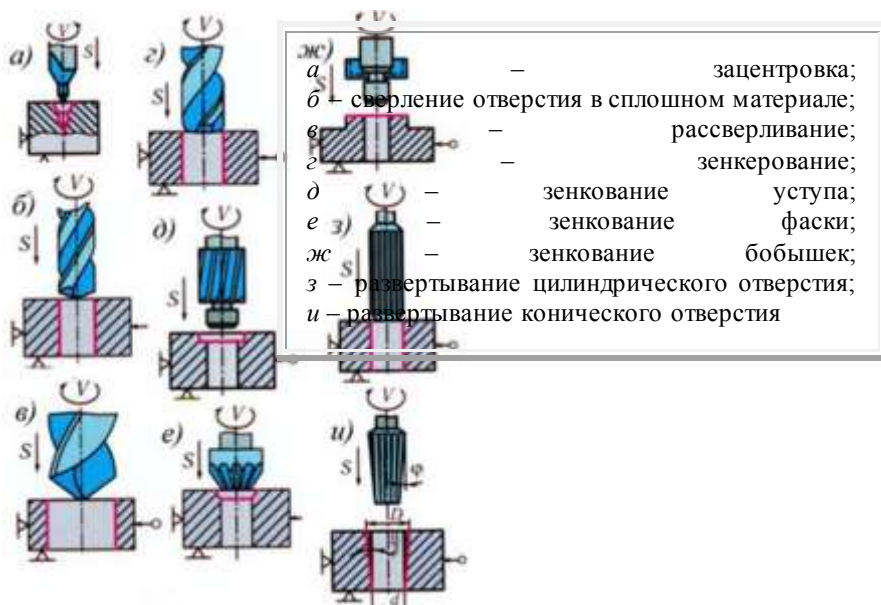 а)
V
S
б)
V
S
в)
V
S
г)
V
S
д)
V
S
е)
V
S
ж)
V
S
з)
V
S
и)
V
S
φ
D
d
а – зацентровка;
б – сверление отверстия в сплошном материале;
в – рассверливание;
г – зенкерование;
д – зенкование уступа;
е – зенкование фаски;
ж – зенкование бобышек;
з – развертывание цилиндрического отверстия;
и – развертывание конического отверстия